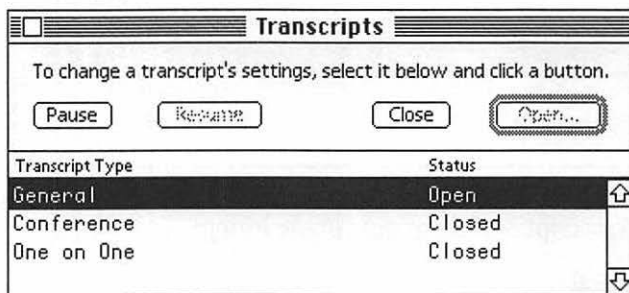 Transcripts
To change a transcript's settings, select it below and click a button.
Pause Resume Close Open...
Transcript Type Status
General Open
Conference Closed
One on One Closed